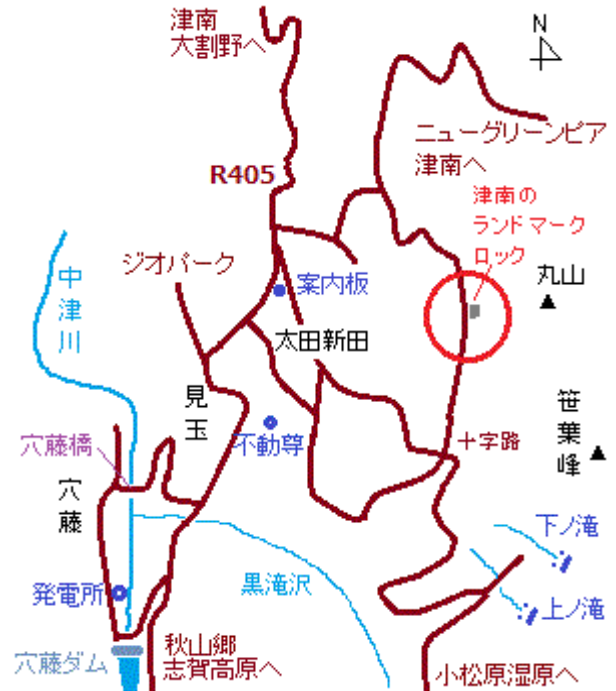 津南
大割野へ
N
ニューグリーンピア
津南へ
R405
津南の
ランドマーク
ロック
ジオパーク
案内板
丸山
中津川
太田新田
見玉
笹葉峰
穴藤橋
不動尊
十字路
穴藤
下ノ滝
発電所
黒滝沢
上ノ滝
穴藤ダム
秋山郷
志賀高原へ
小松原湿原へ